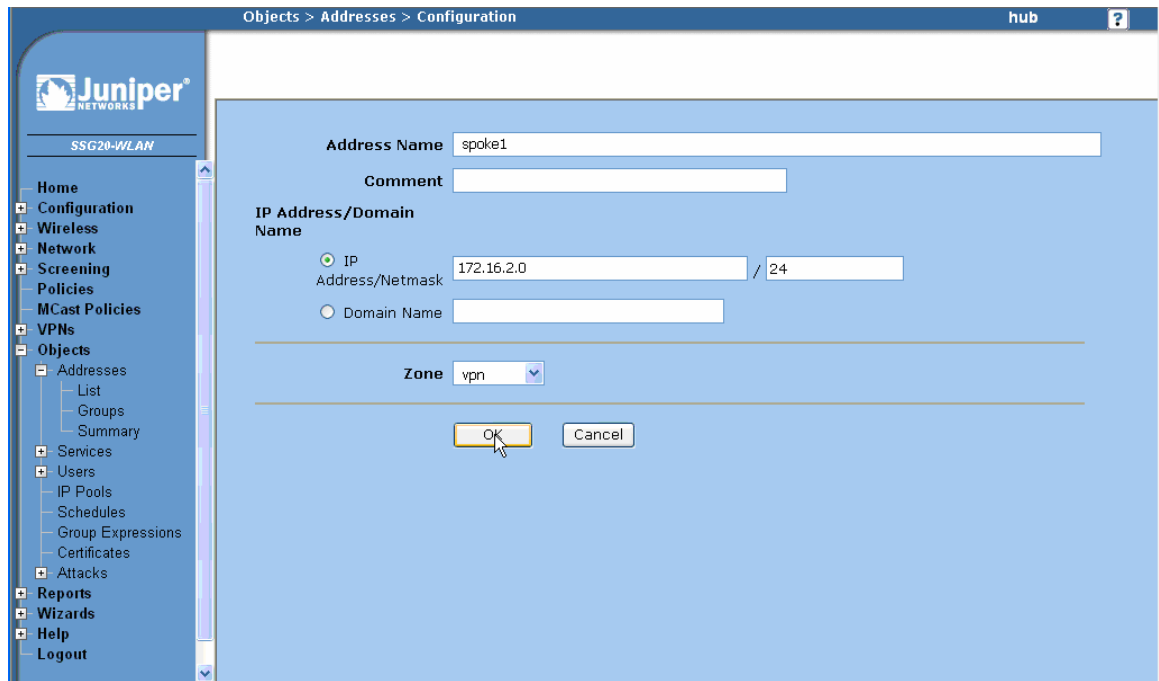 Objects > Addresses > Configuration
hub
?
Juniper®
NETWORKS
SSG20-WLAN
Home
Configuration
Wireless
Network
Screening
Policies
MCast Policies
VPNs
Objects
Addresses
List
Groups
Summary
Services
Users
IP Pools
Schedules
Group Expressions
Certificates
Attacks
Reports
Wizards
Help
Logout
Address Name spoke1
Comment
IP Address/Domain
Name
IP
Address/Netmask 172.16.2.0 / 24
Domain Name
Zone vpn
OK Cancel